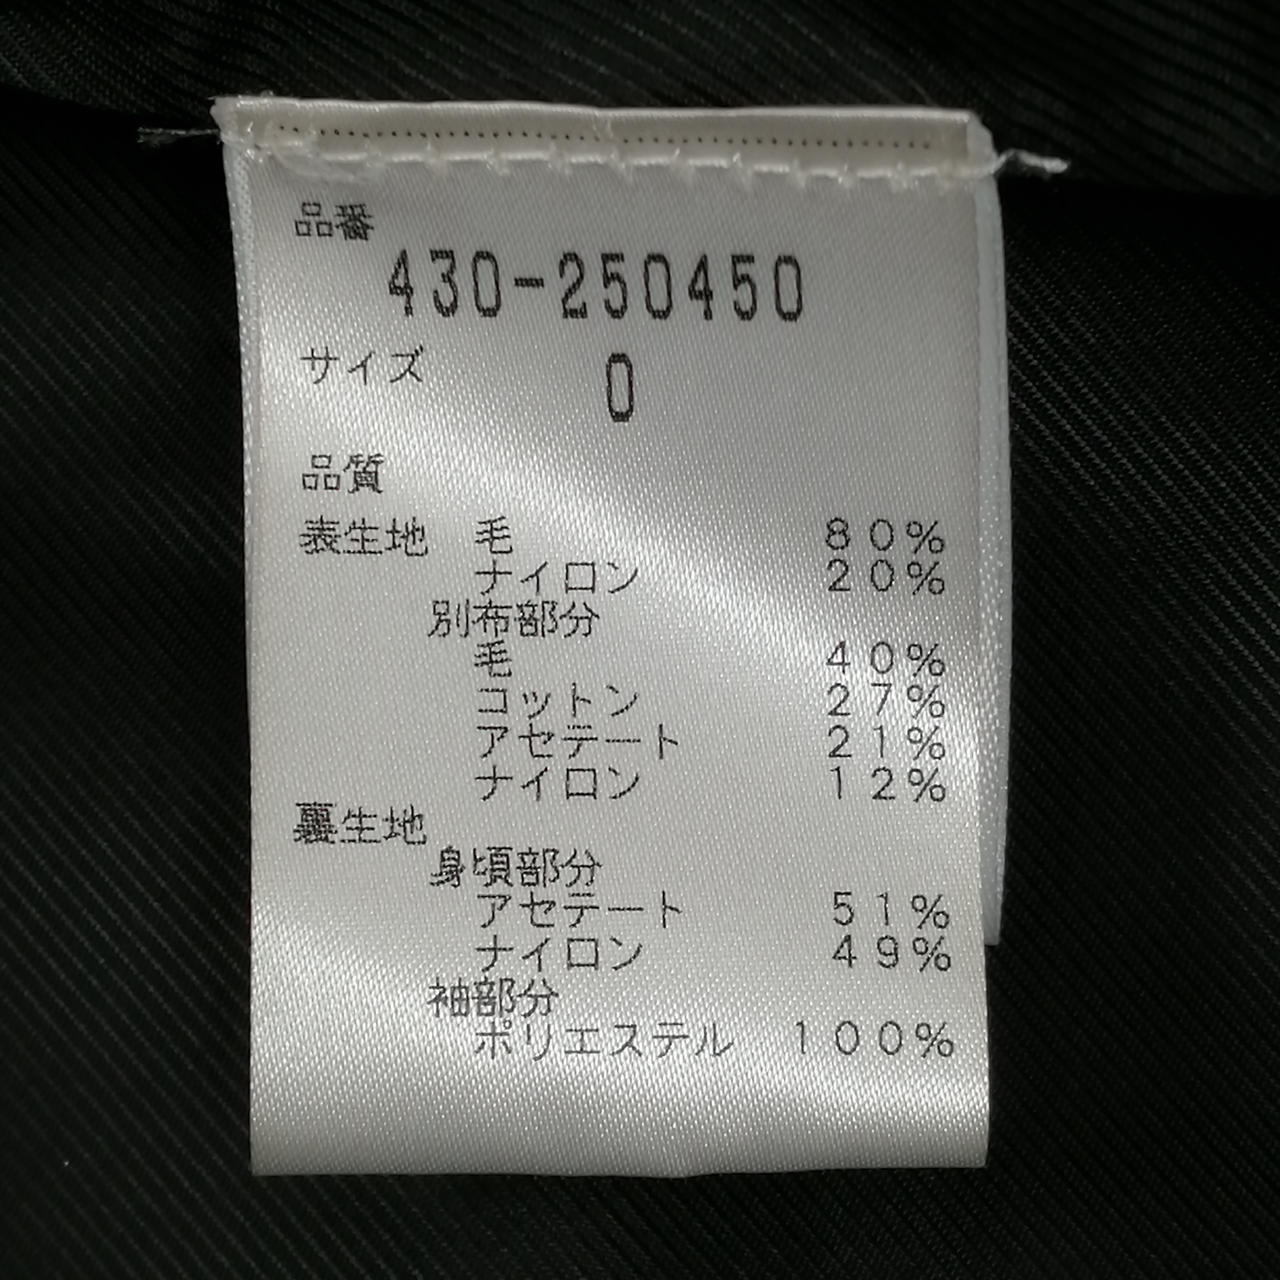 品番
430-250450
サイズ 0
品質
表生地 毛 80%
ナイロン 20%
別布部分
毛 40%
コットン 27%
アセテート 21%
ナイロン 12%
裏生地
身頃部分
アセテート 51%
ナイロン 49%
袖部分
ポリエステル 100%